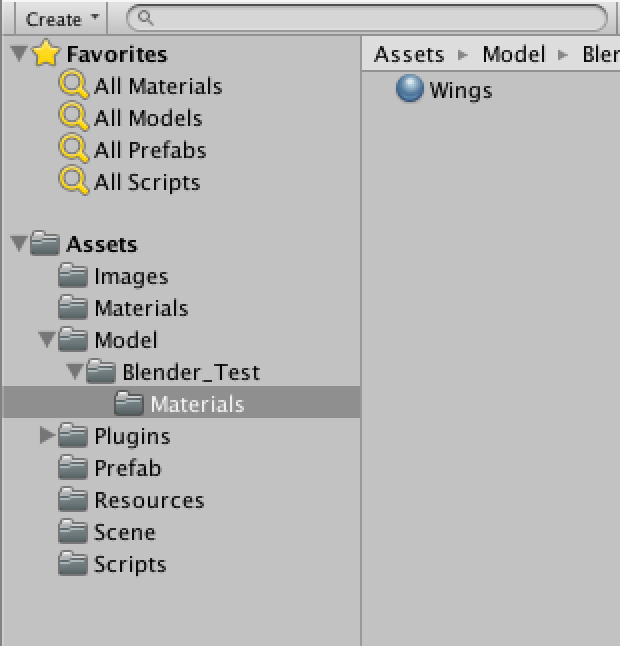 Create
Favorites
All Materials
All Models
All Prefabs
All Scripts
Assets
Images
Materials
Model
Blender_Test
Materials
Plugins
Prefab
Resources
Scene
Scripts
Assets Model Bler
Wings